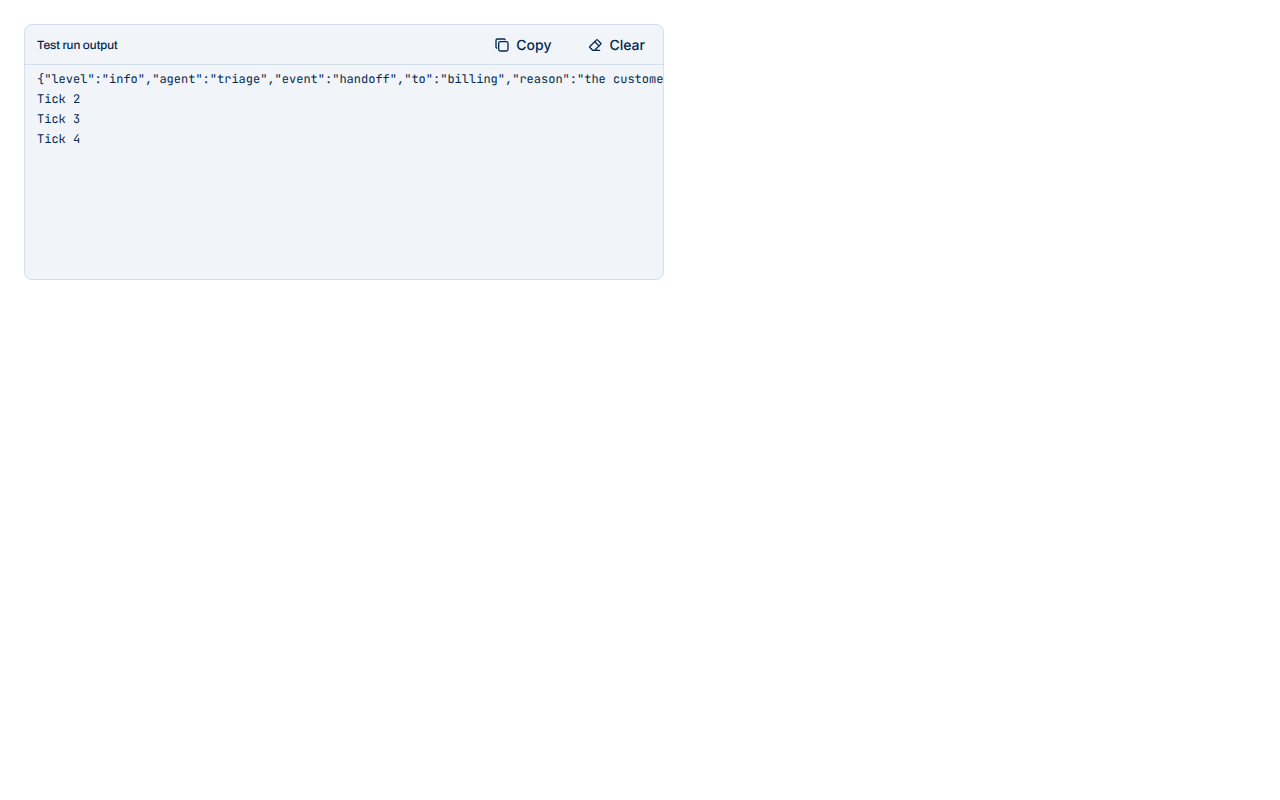 Test run output
Copy
Clear
{"level":"info","agent":"triage","event":"handoff","to":"billing","reason":"the custome
Tick 2
Tick 3
Tick 4